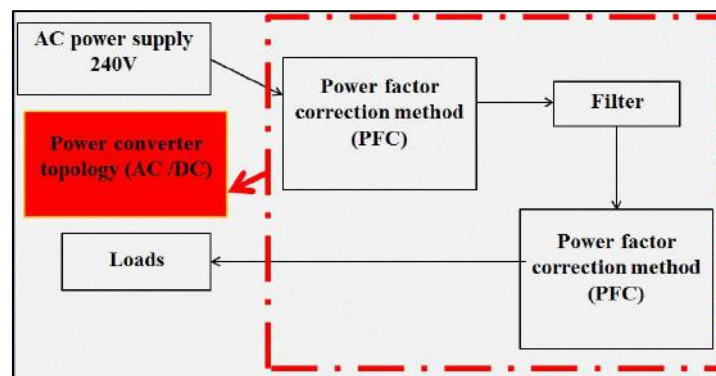 AC power supply
240V
Power factor
correction method
(PFC)
Filter
Power converter
topology (AC /DC)
Power factor
correction method
(PFC)
Loads